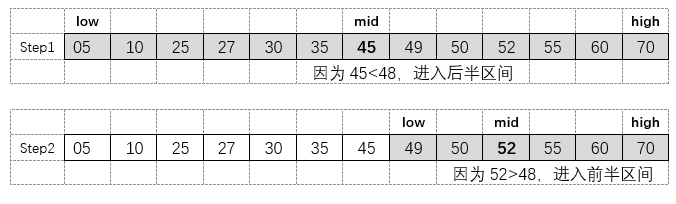 low mid high
Step1 05 10 25 27 30 35 45 49 50 52 55 60 70
因为 45<48，进入后半区间
low mid high
Step2 05 10 25 27 30 35 45 49 50 52 55 60 70
因为 52>48，进入前半区间